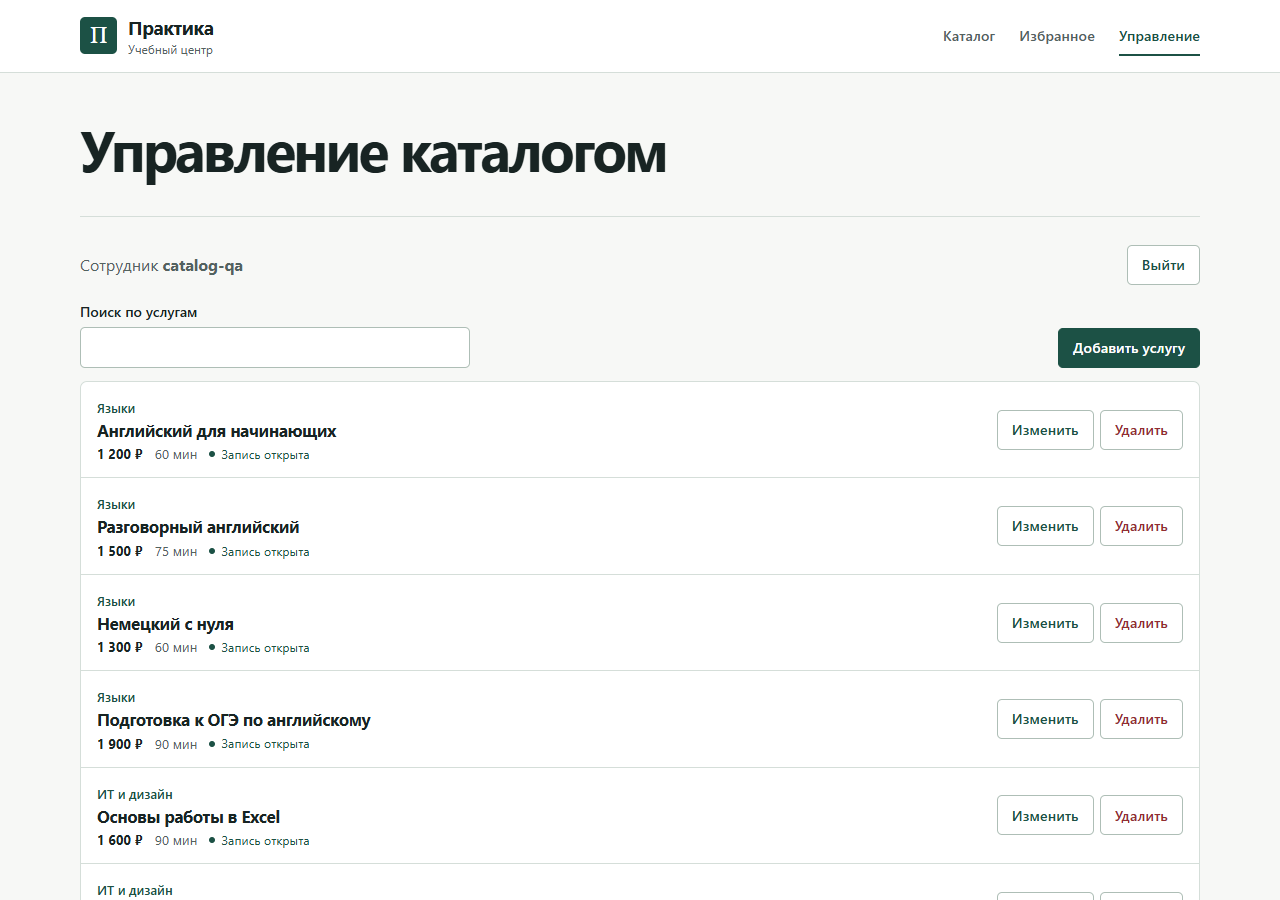 П Практика
Учебный центр
Каталог Избранное Управление
Управление каталогом
Сотрудник catalog-qa Выйти
Поиск по услугам
Добавить услугу
Языки
Английский для начинающих
1 200 ₽ 60 мин • Запись открыта
Изменить Удалить
Языки
Разговорный английский
1 500 ₽ 75 мин • Запись открыта
Изменить Удалить
Языки
Немецкий с нуля
1 300 ₽ 60 мин • Запись открыта
Изменить Удалить
Языки
Подготовка к ОГЭ по английскому
1 900 ₽ 90 мин • Запись открыта
Изменить Удалить
ИТ и дизайн
Основы работы в Excel
1 600 ₽ 90 мин • Запись открыта
Изменить Удалить
ИТ и дизайн